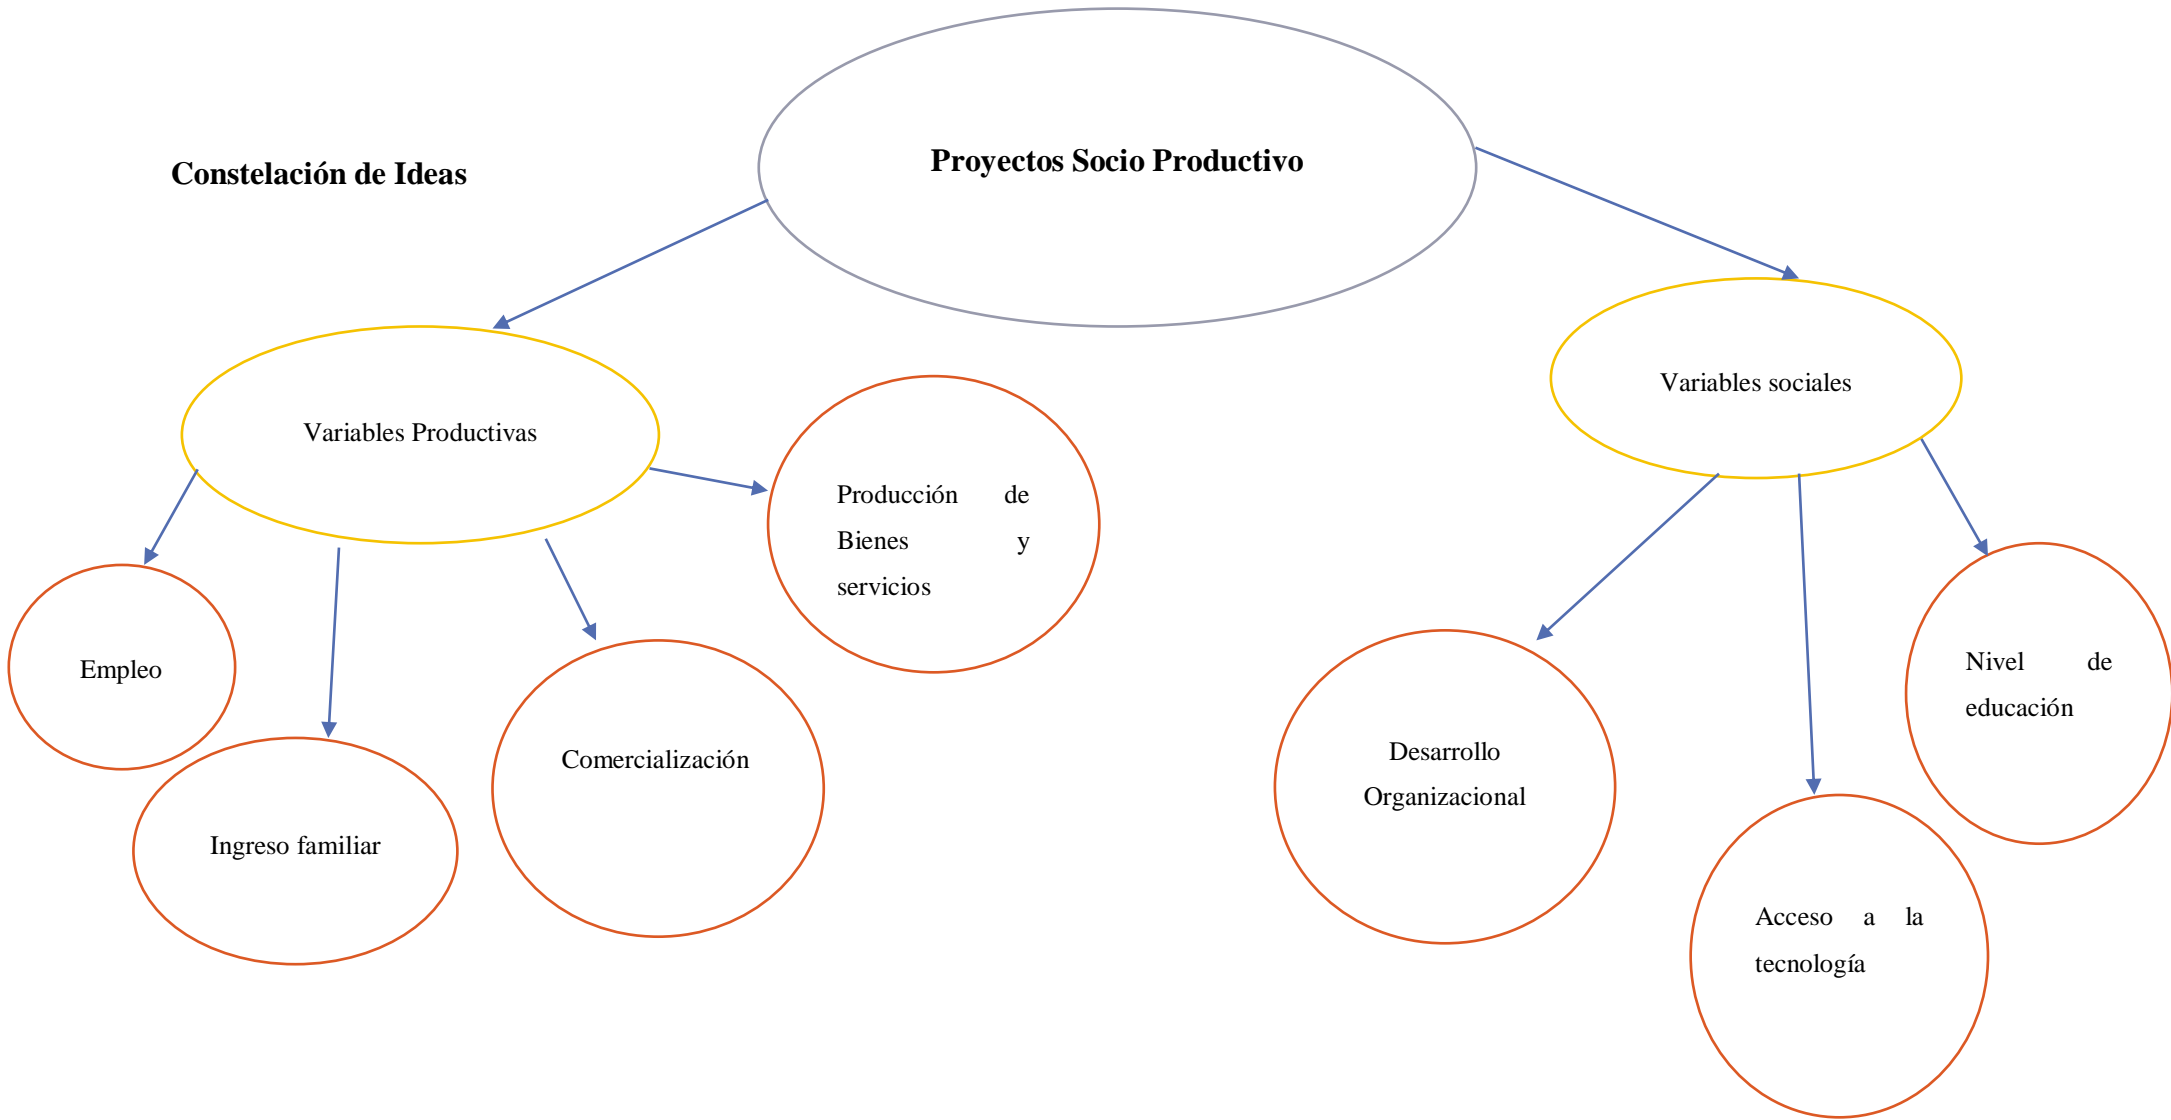 Proyectos Socio Productivo
Constelación de Ideas
Variables sociales
Variables Productivas
Producción de
Bienes y
servicios
Empleo
Ingreso familiar
Comercialización
Desarrollo
Organizacional
Nivel de
educación
Acceso a la
tecnología